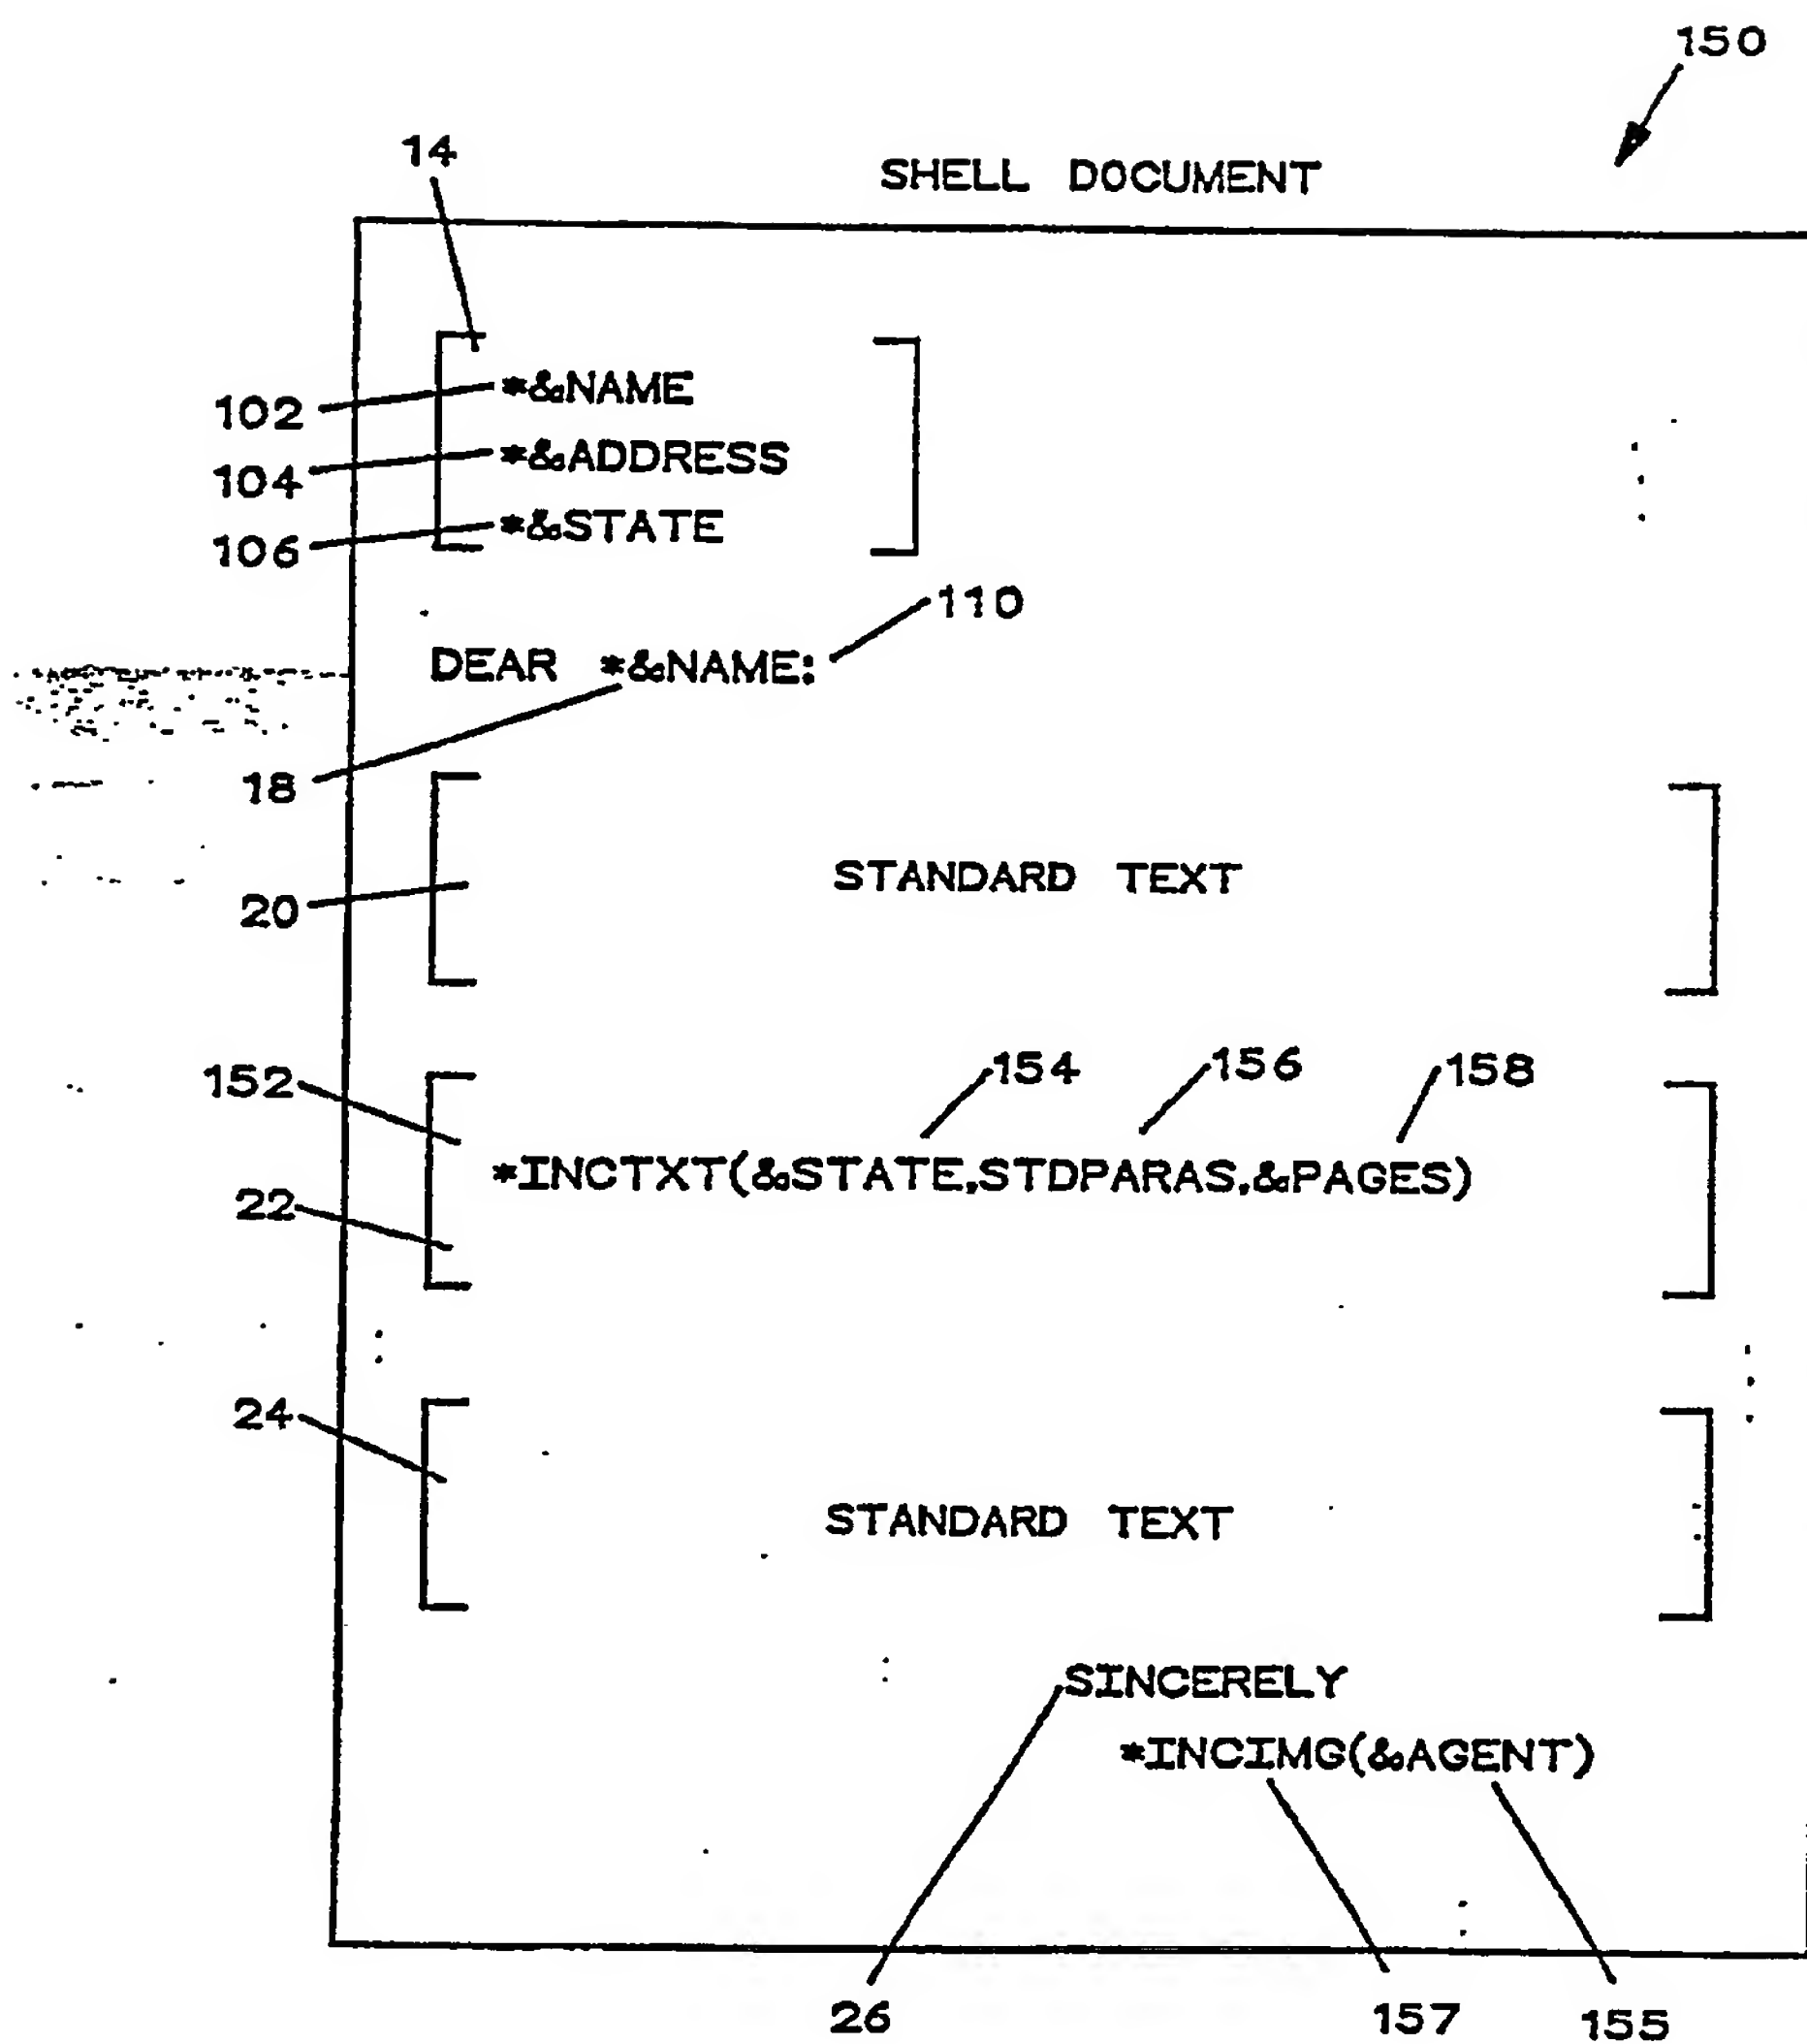 150
14
SHELL DOCUMENT
102 *&NAME
104 *&ADDRESS
106 *&STATE
110
DEAR *&NAME:
18
20 STANDARD TEXT
152 154 156 158
*INCTXT(&STATE,STDPARAS,&PAGES)
22
24
STANDARD TEXT
SINCERELY
*INCIMG(&AGENT)
26 157 155